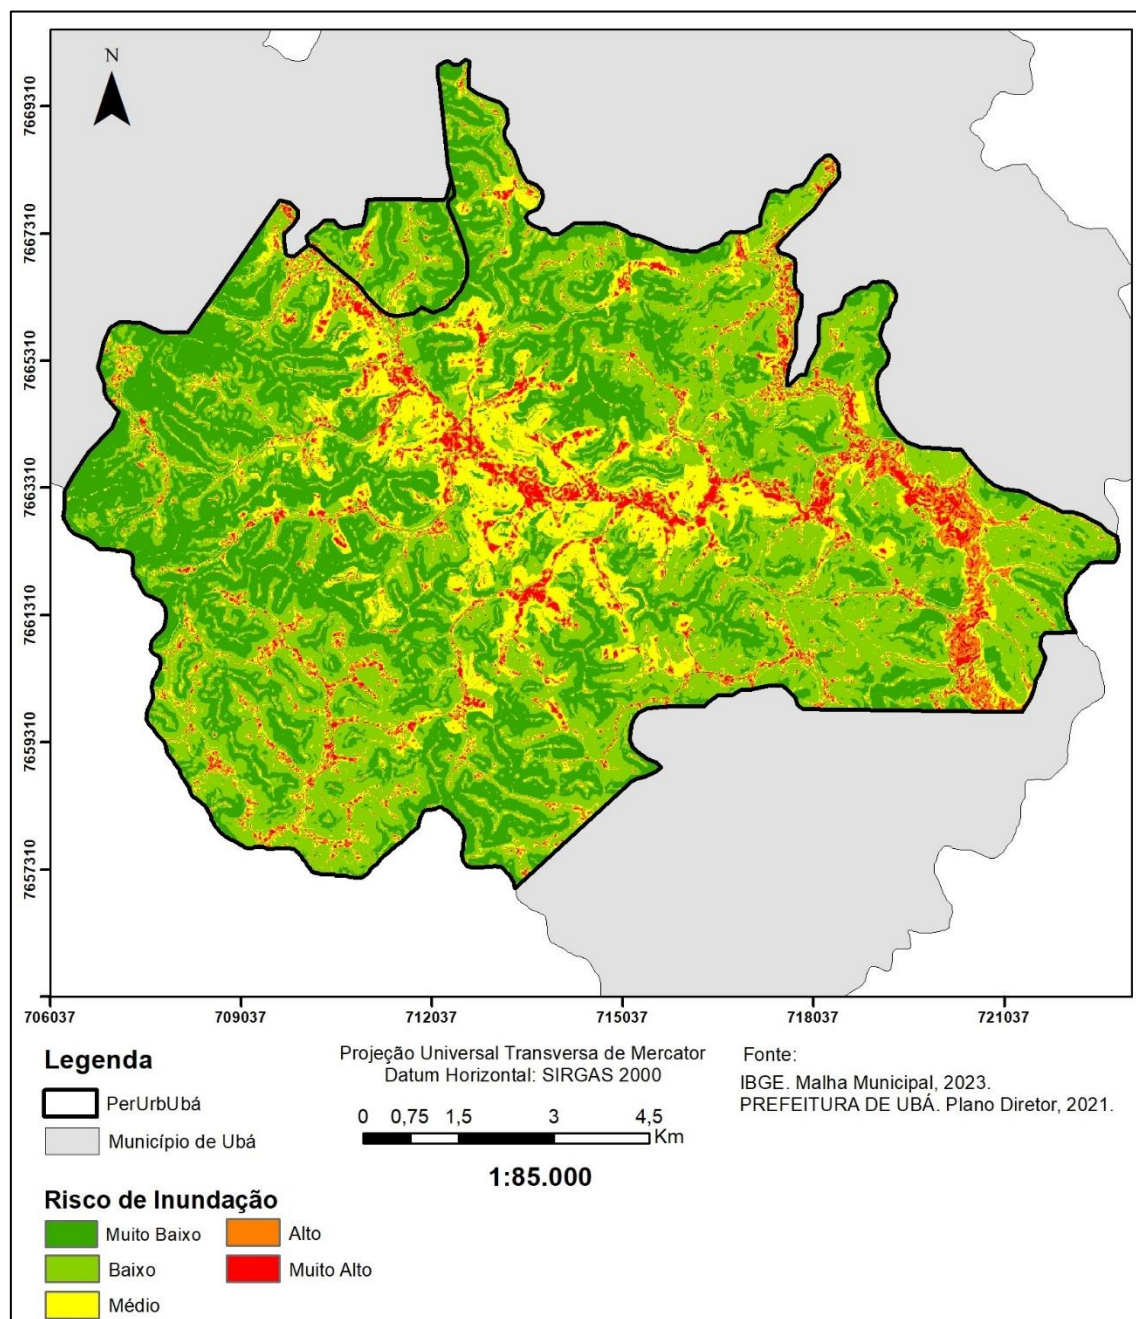 N
7669310
7667310
7665310
7663310
7661310
7659310
7657310
706037 709037 712037 715037 718037 721037
Legenda
PerUrbUbá
Município de Ubá
Projeção Universal Transversa de Mercator
Datum Horizontal: SIRGAS 2000
0 0,75 1,5 3 4,5
Km
1:85.000
Fonte:
IBGE. Malha Municipal, 2023.
PREFEITURA DE UBÁ. Plano Diretor, 2021.
Risco de Inundação
Muito Baixo
Baixo
Médio
Alto
Muito Alto